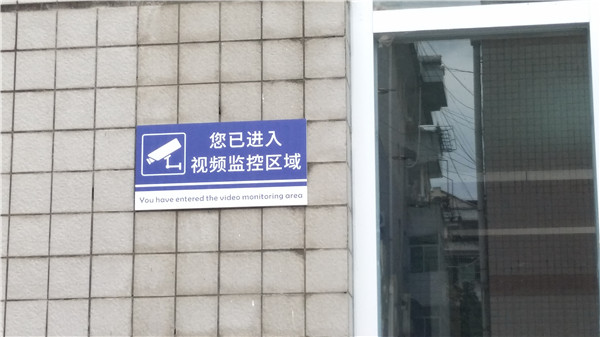 您已进入
视频监控区域
You have entered the video monitoring area